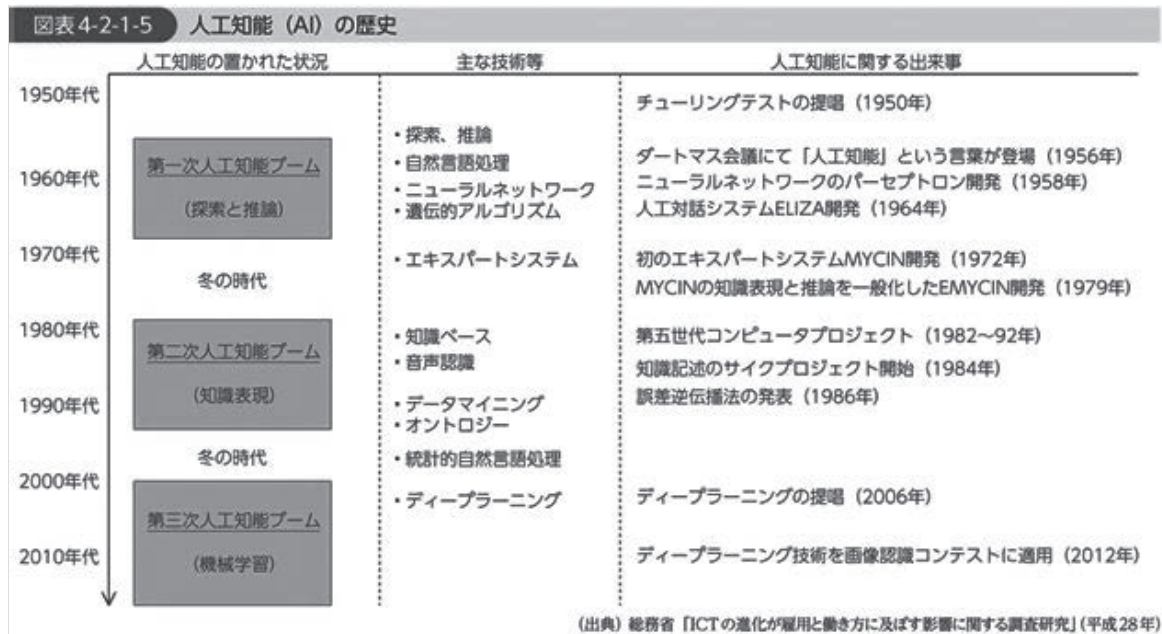 図表4-2-1-5 人工知能（AI）の歴史
人工知能の置かれた状況 主な技術等 人工知能に関する出来事
1950年代
チューリングテストの提唱（1950年）
・探索、推論
第一次人工知能ブーム
（探索と推論）
・自然言語処理
ダートマス会議にて「人工知能」という言葉が登場（1956年）
1960年代
・ニューラルネットワーク
ニューラルネットワークのパーセプトロン開発（1958年）
・遺伝的アルゴリズム
人工対話システムELIZA開発（1964年）
1970年代
・エキスパートシステム
初のエキスパートシステムMYCIN開発（1972年）
冬の時代
MYCINの知識表現と推論を一般化したEMYCIN開発（1979年）
1980年代
・知識ベース
第五世代コンピュータプロジェクト（1982～92年）
第二次人工知能ブーム
（知識表現）
・音声認識
知識記述のサイクプロジェクト開始（1984年）
1990年代
・データマイニング
誤差逆伝播法の発表（1986年）
・オントロジー
冬の時代
・統計的自然言語処理
2000年代
・ディープラーニング
ディープラーニングの提唱（2006年）
第三次人工知能ブーム
（機械学習）
2010年代
ディープラーニング技術を画像認識コンテストに適用（2012年）
（出典）総務省「ICTの進化が雇用と働き方に及ぼす影響に関する調査研究」（平成28年）